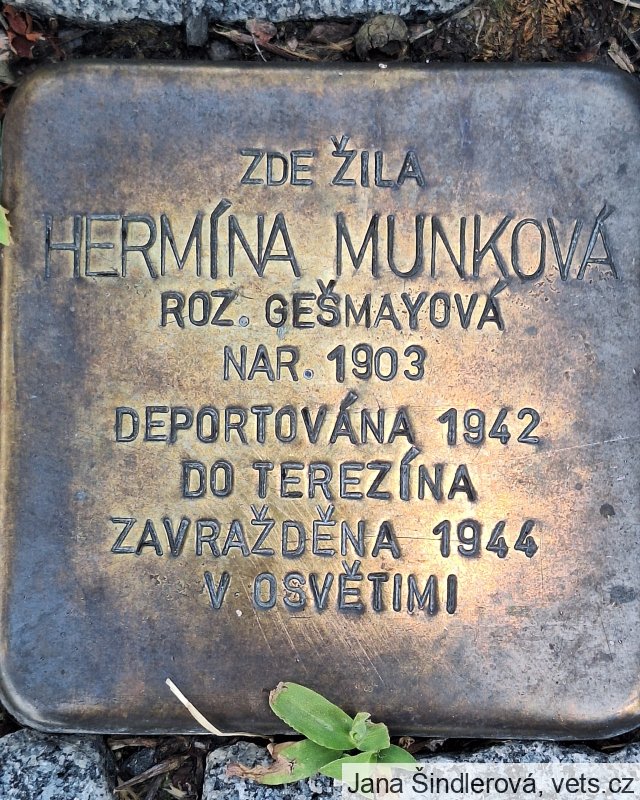 ZDE ŽILA
HERMÍNA MUNKOVÁ
ROZ. GEŠMAYOVÁ
NAR. 1903
DEPORTOVÁNA 1942
DO TEREZÍNA
ZAVRAŽDĚNA 1944
V OSVĚTIMI
Jana Šindlerová, vets.cz